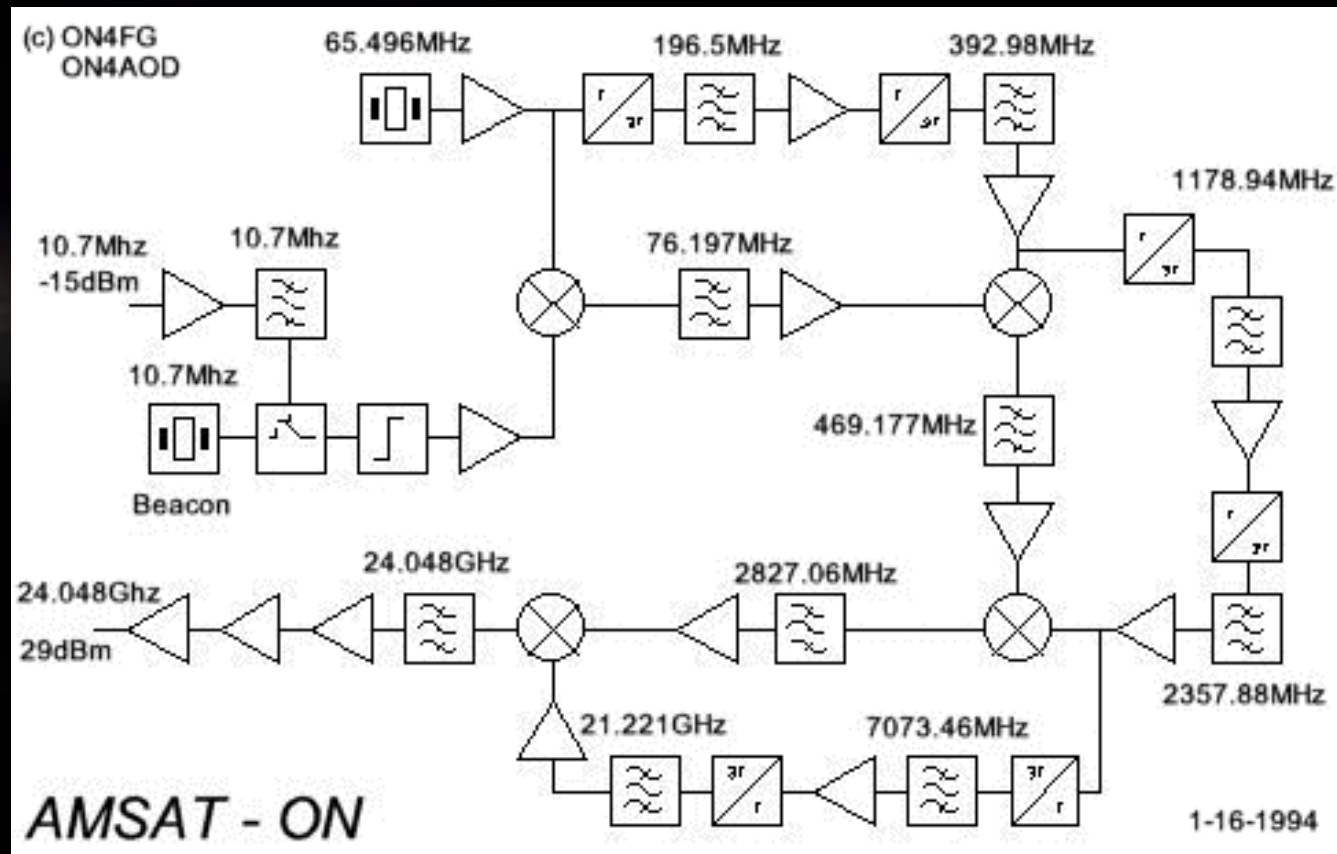 (c) ON4FG
ON4AOD
65.496MHz
196.5MHz
392.98MHz
1178.94MHz
10.7Mhz
-15dBm
10.7Mhz
76.197MHz
10.7Mhz
Beacon
469.177MHz
24.048Ghz
29dBm
24.048GHz
2827.06MHz
2357.88MHz
21.221GHz
7073.46MHz
AMSAT - ON
1-16-1994